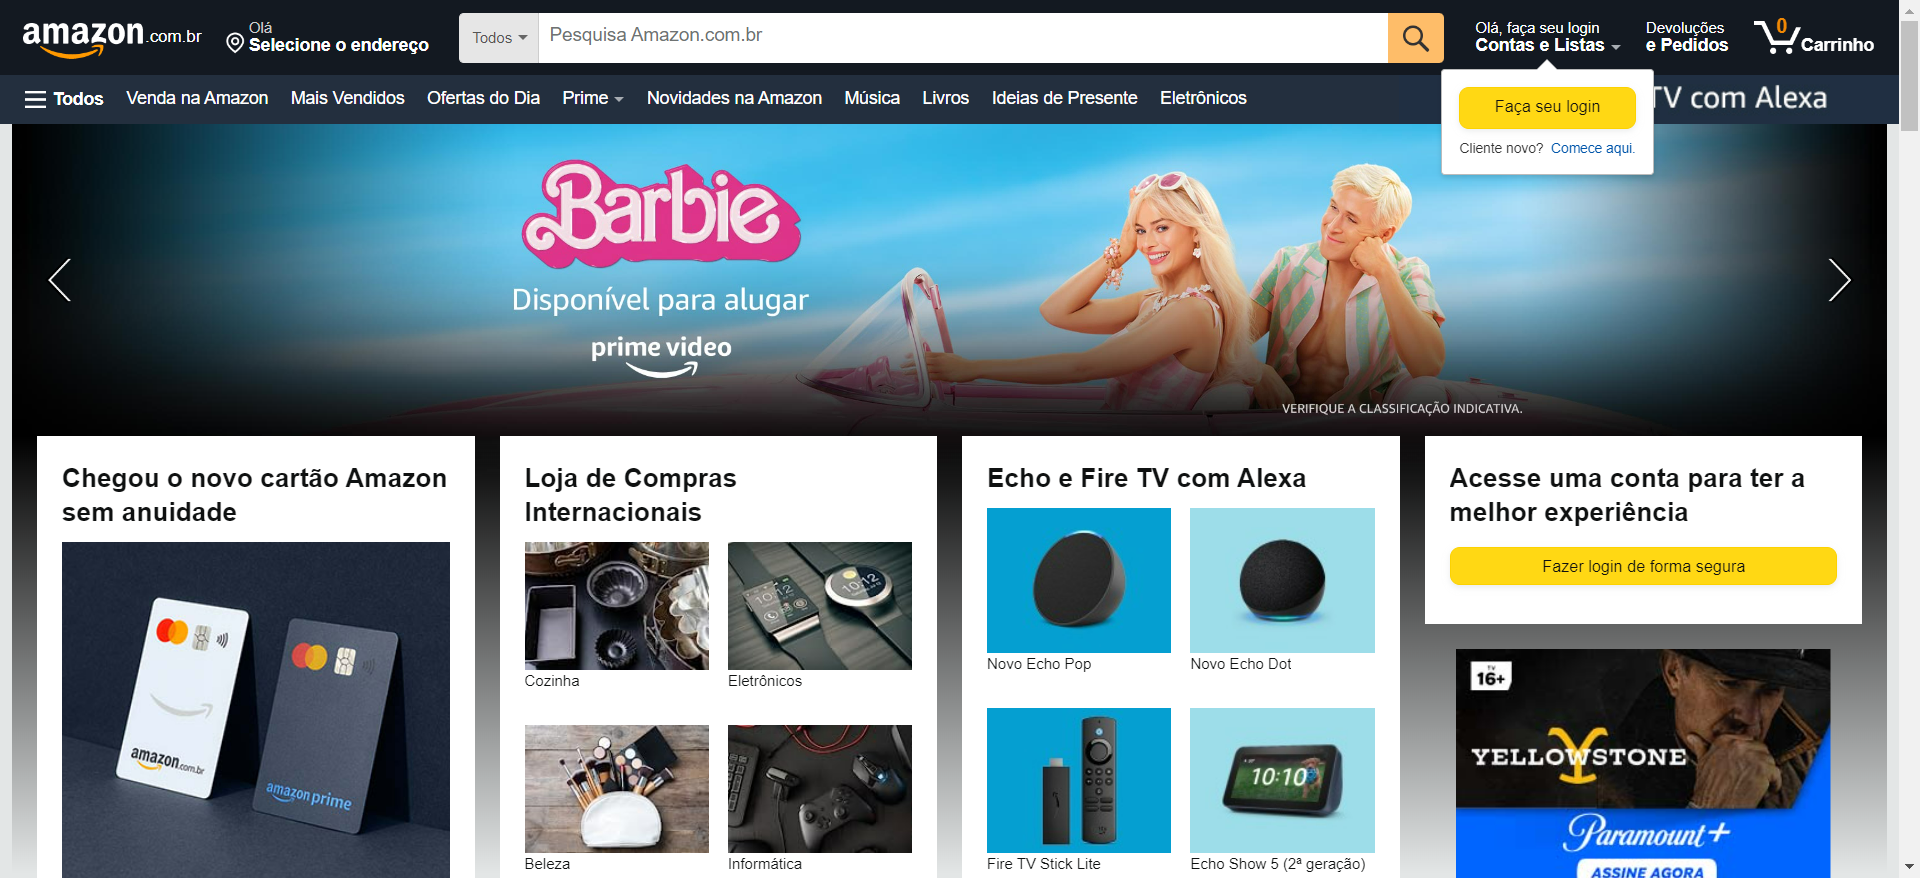 amazon.com.br
Olá
Selecione o endereço
Todos
Pesquisa Amazon.com.br
Olá, faça seu login
Contas e Listas
Devoluções
e Pedidos
0
Carrinho
Todos
Venda na Amazon
Mais Vendidos
Ofertas do Dia
Prime
Novidades na Amazon
Música
Livros
Ideias de Presente
Eletrônicos
TV com Alexa
Faça seu login
Cliente novo? Comece aqui.
Barbie
Disponível para alugar
prime video
VERIFIQUE A CLASSIFICAÇÃO INDICATIVA.
Chegou o novo cartão Amazon
sem anuidade
amazon.com.br
amazon prime
Loja de Compras
Internacionais
10:12
10:12
Cozinha
Eletrônicos
Beleza
Informática
Echo e Fire TV com Alexa
Novo Echo Pop
Novo Echo Dot
10:10
Fire TV Stick Lite
Echo Show 5 (2ª geração)
Acesse uma conta para ter a
melhor experiência
Fazer login de forma segura
TV
16+
YELLOWSTONE
Paramount+
ASSINE AGORA